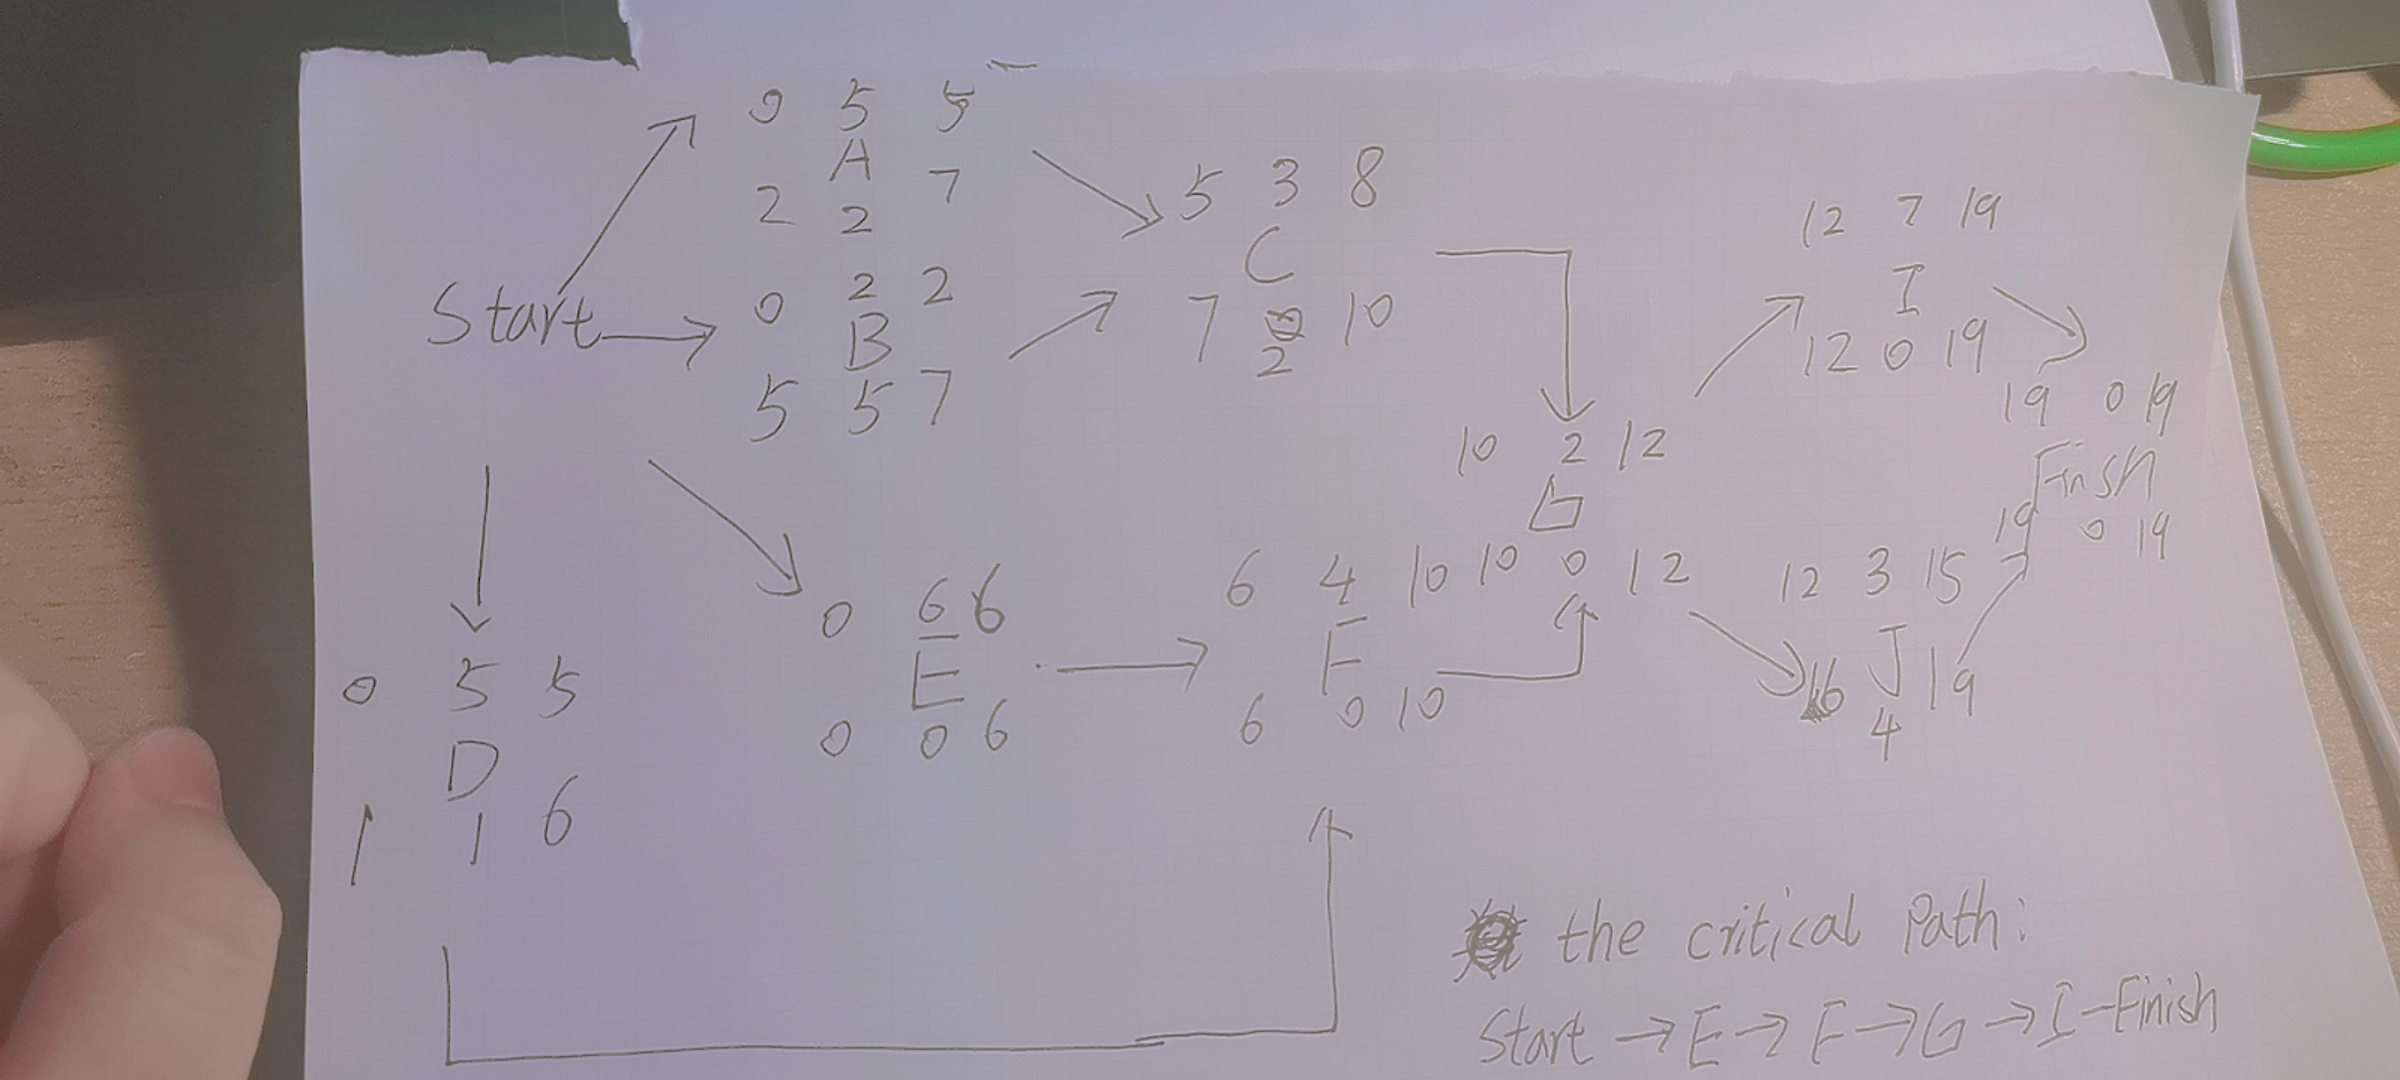 0 5 5
A
2 2 7
Start
0 2 2
B
5 5 7
5 3 8
C
7 2 10
12 7 19
I
12 0 19
10 2 12
G
10 0 12
19 0 19
Finish
19 0 19
0 5 5
D
1 1 6
0 6 6
E
0 0 6
6 4 10
F
6 0 10
12 3 15
J
16 4 19
the critical Path:
Start → E → F → G → I - Finish